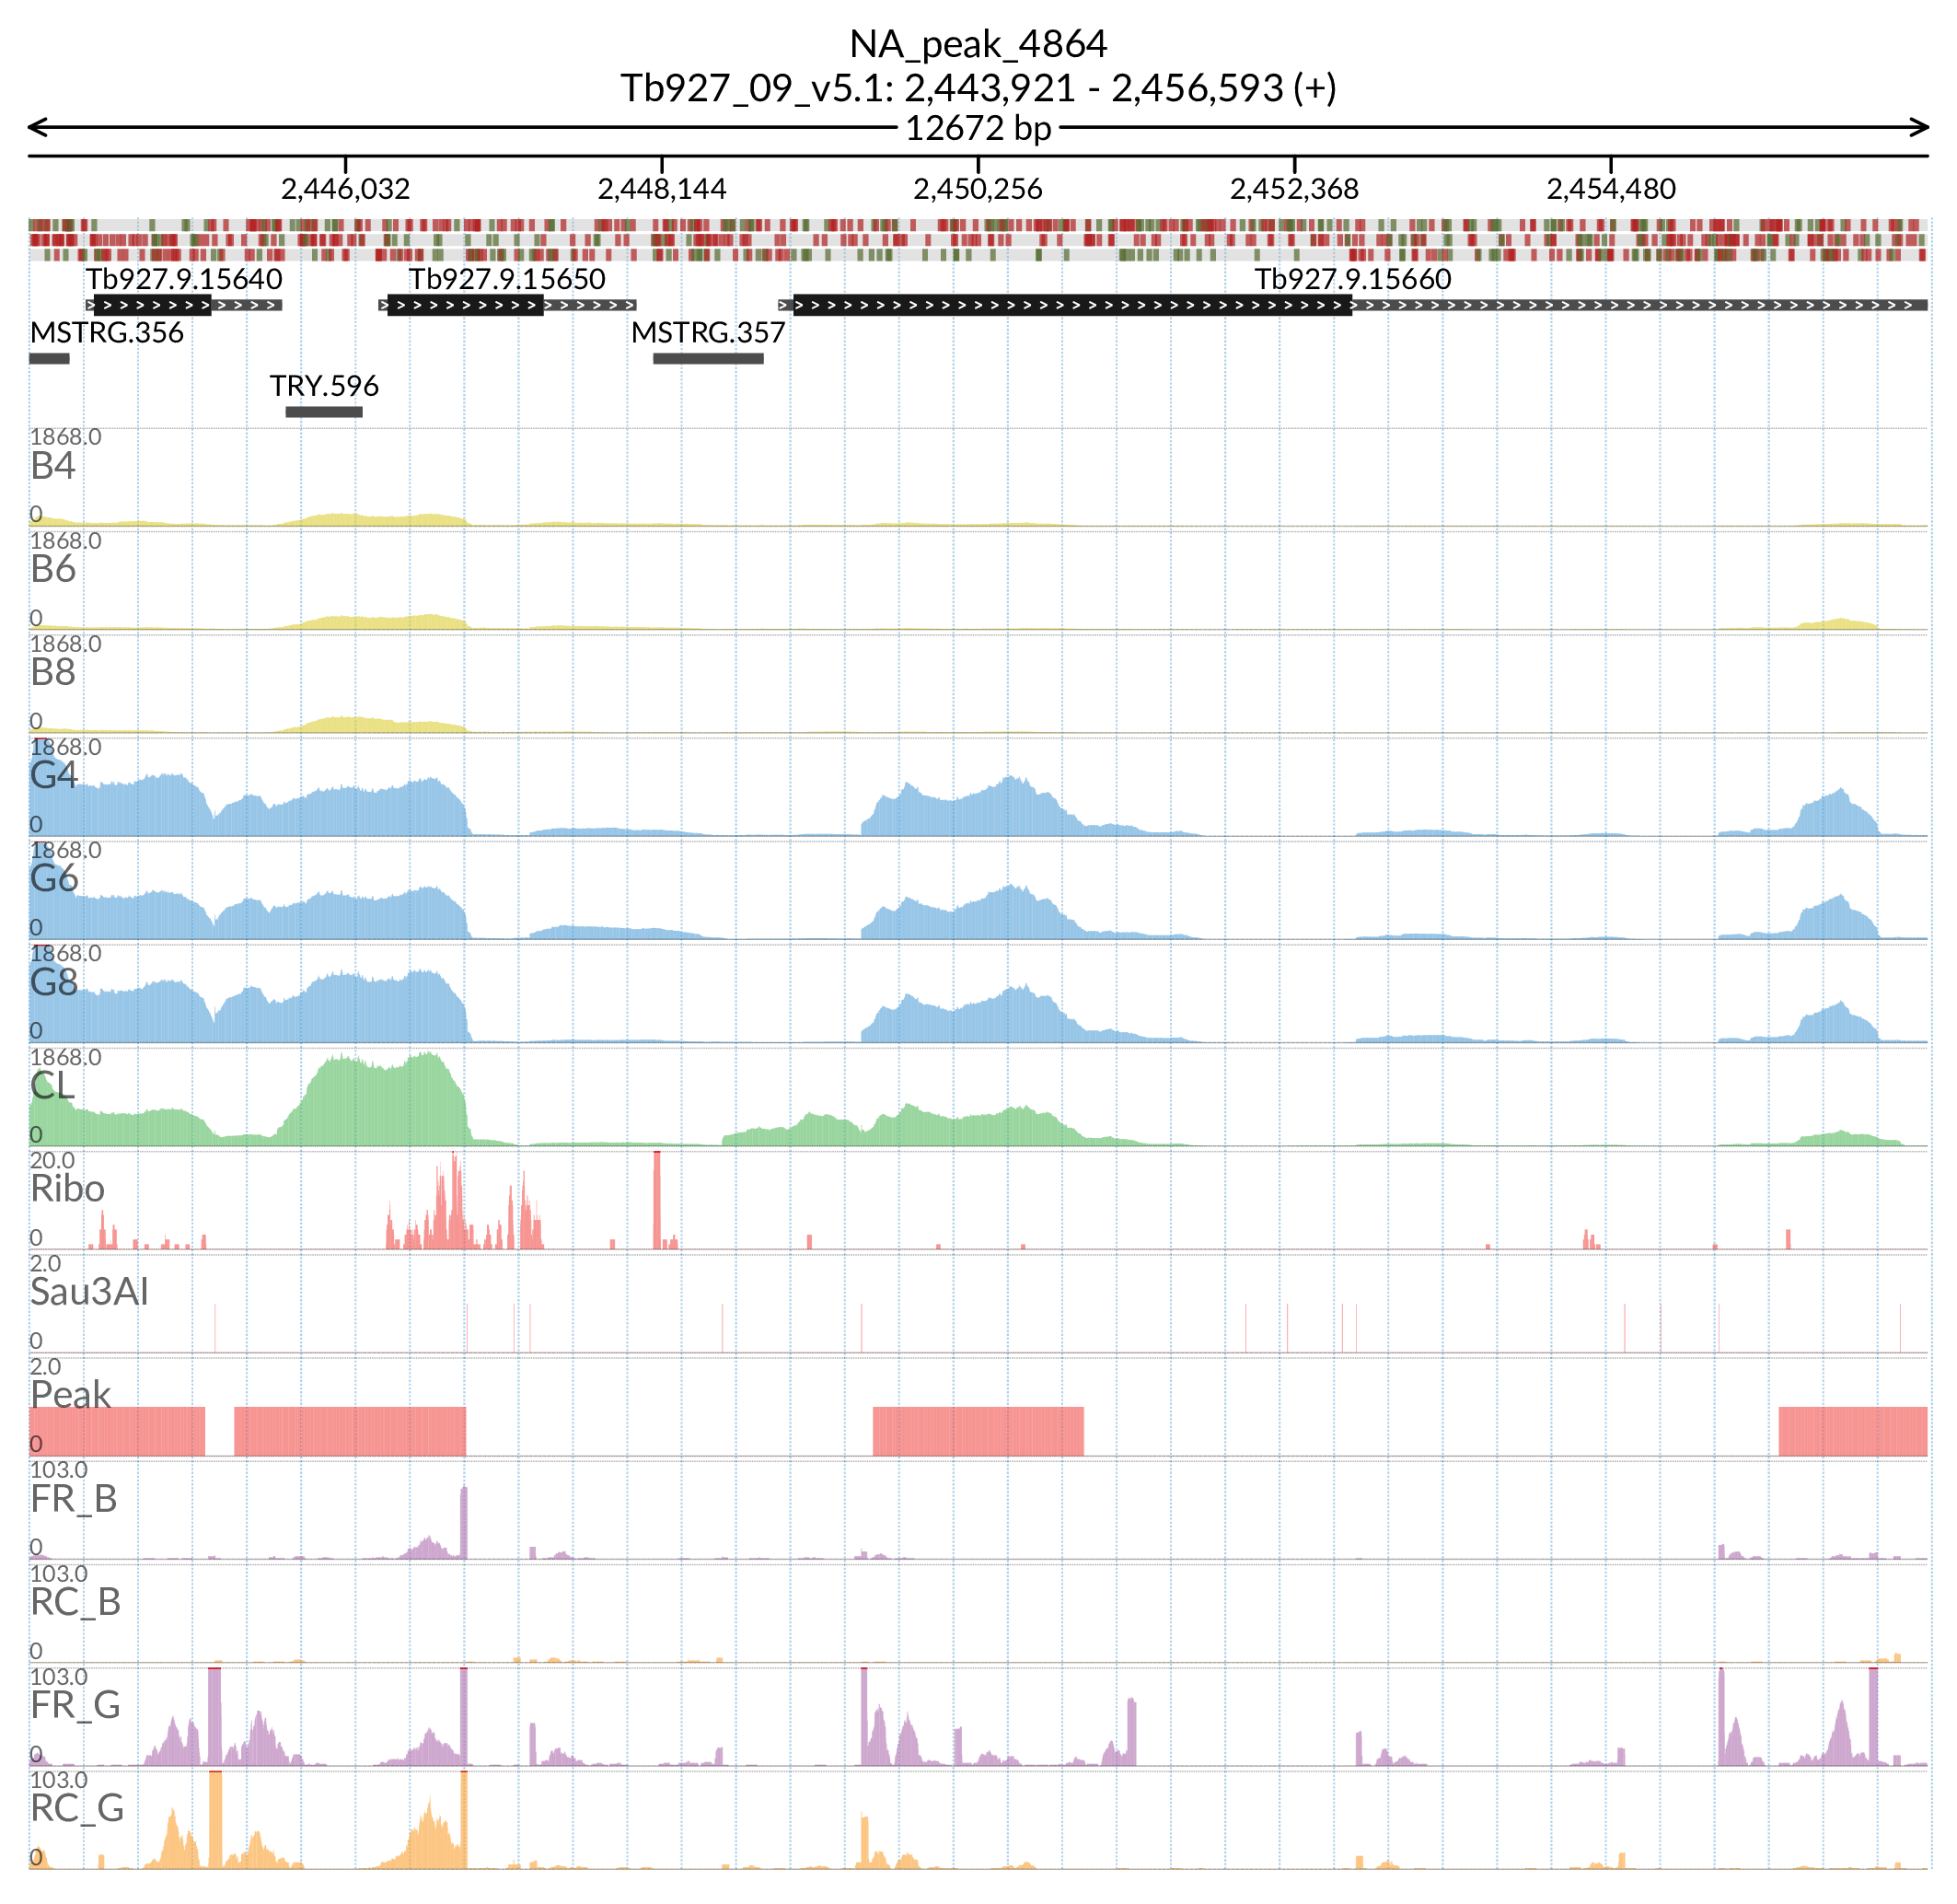 NA_peak_4864
Tb927_09_v5.1: 2,443,921 - 2,456,593 (+)
12672 bp
2,446,032 2,448,144 2,450,256 2,452,368 2,454,480
Tb927.9.15640 Tb927.9.15650 Tb927.9.15660
MSTRG.356 MSTRG.357
TRY.596
1868.0
B4
0
1868.0
B6
0
1868.0
B8
0
1868.0
G4
0
1868.0
G6
0
1868.0
G8
0
1868.0
CL
0
20.0
Ribo
0
2.0
Sau3AI
0
2.0
Peak
0
103.0
FR_B
0
103.0
RC_B
0
103.0
FR_G
0
103.0
RC_G
0